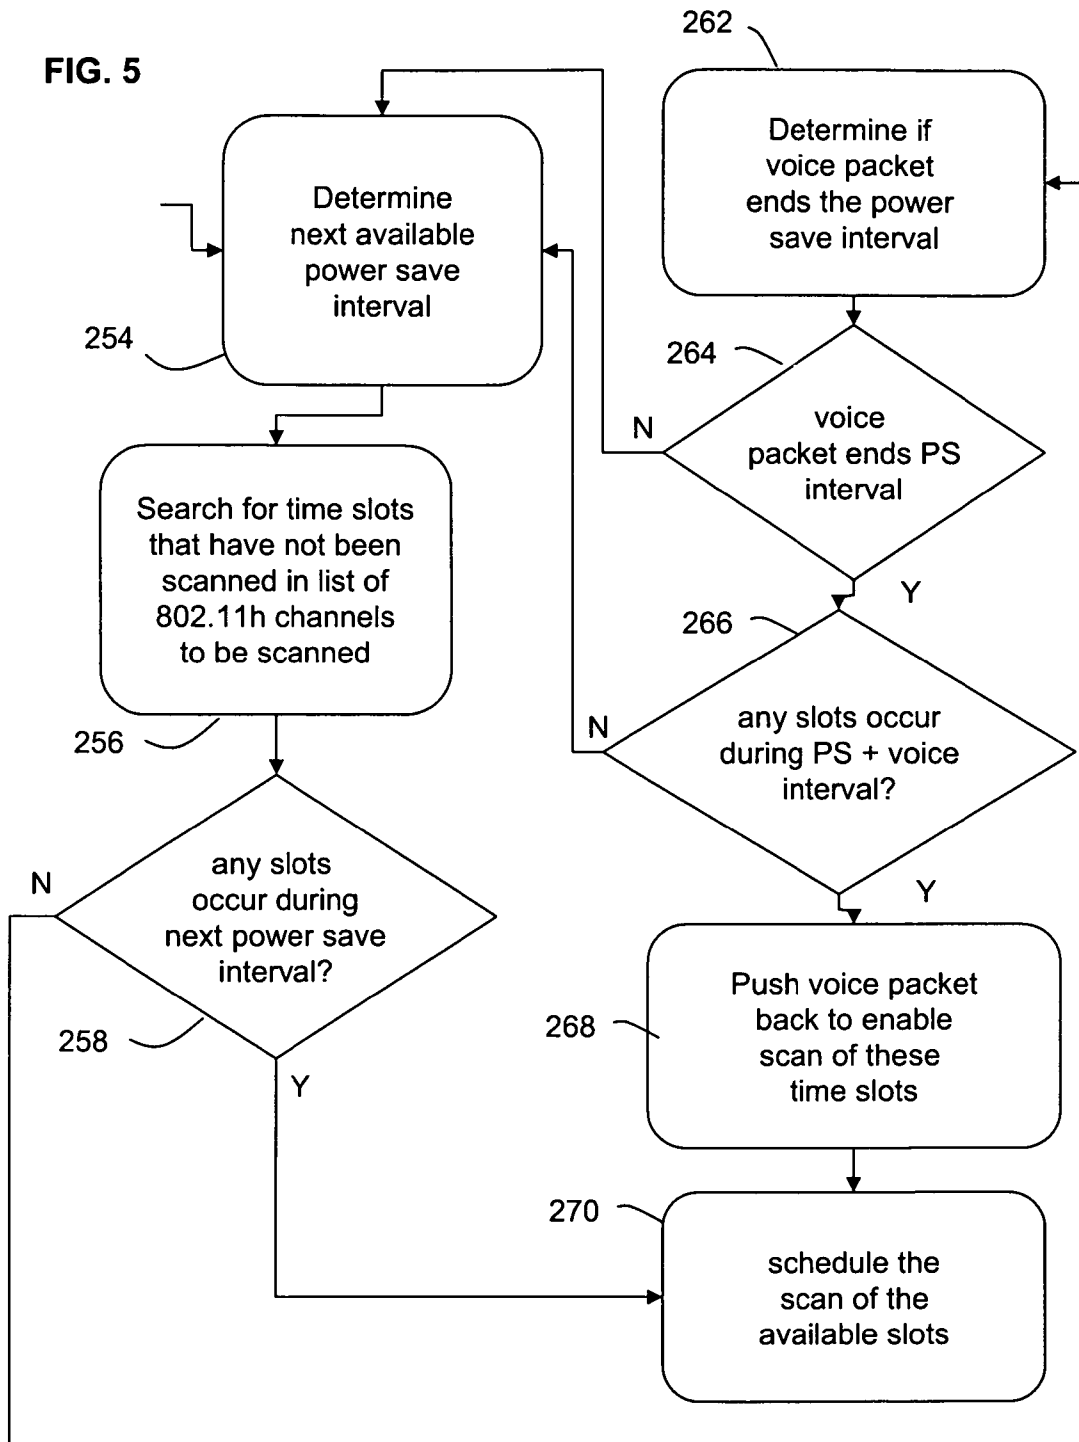 FIG. 5
262
Determine if
voice packet
ends the power
save interval
Determine
next available
power save
interval
254
264
voice
packet ends PS
interval
N
Y
Search for time slots
that have not been
scanned in list of
802.11h channels
to be scanned
256
266
any slots occur
during PS + voice
interval?
N
Y
any slots
occur during
next power save
interval?
N
258
Y
Push voice packet
back to enable
scan of these
time slots
268
270
schedule the
scan of the
available slots